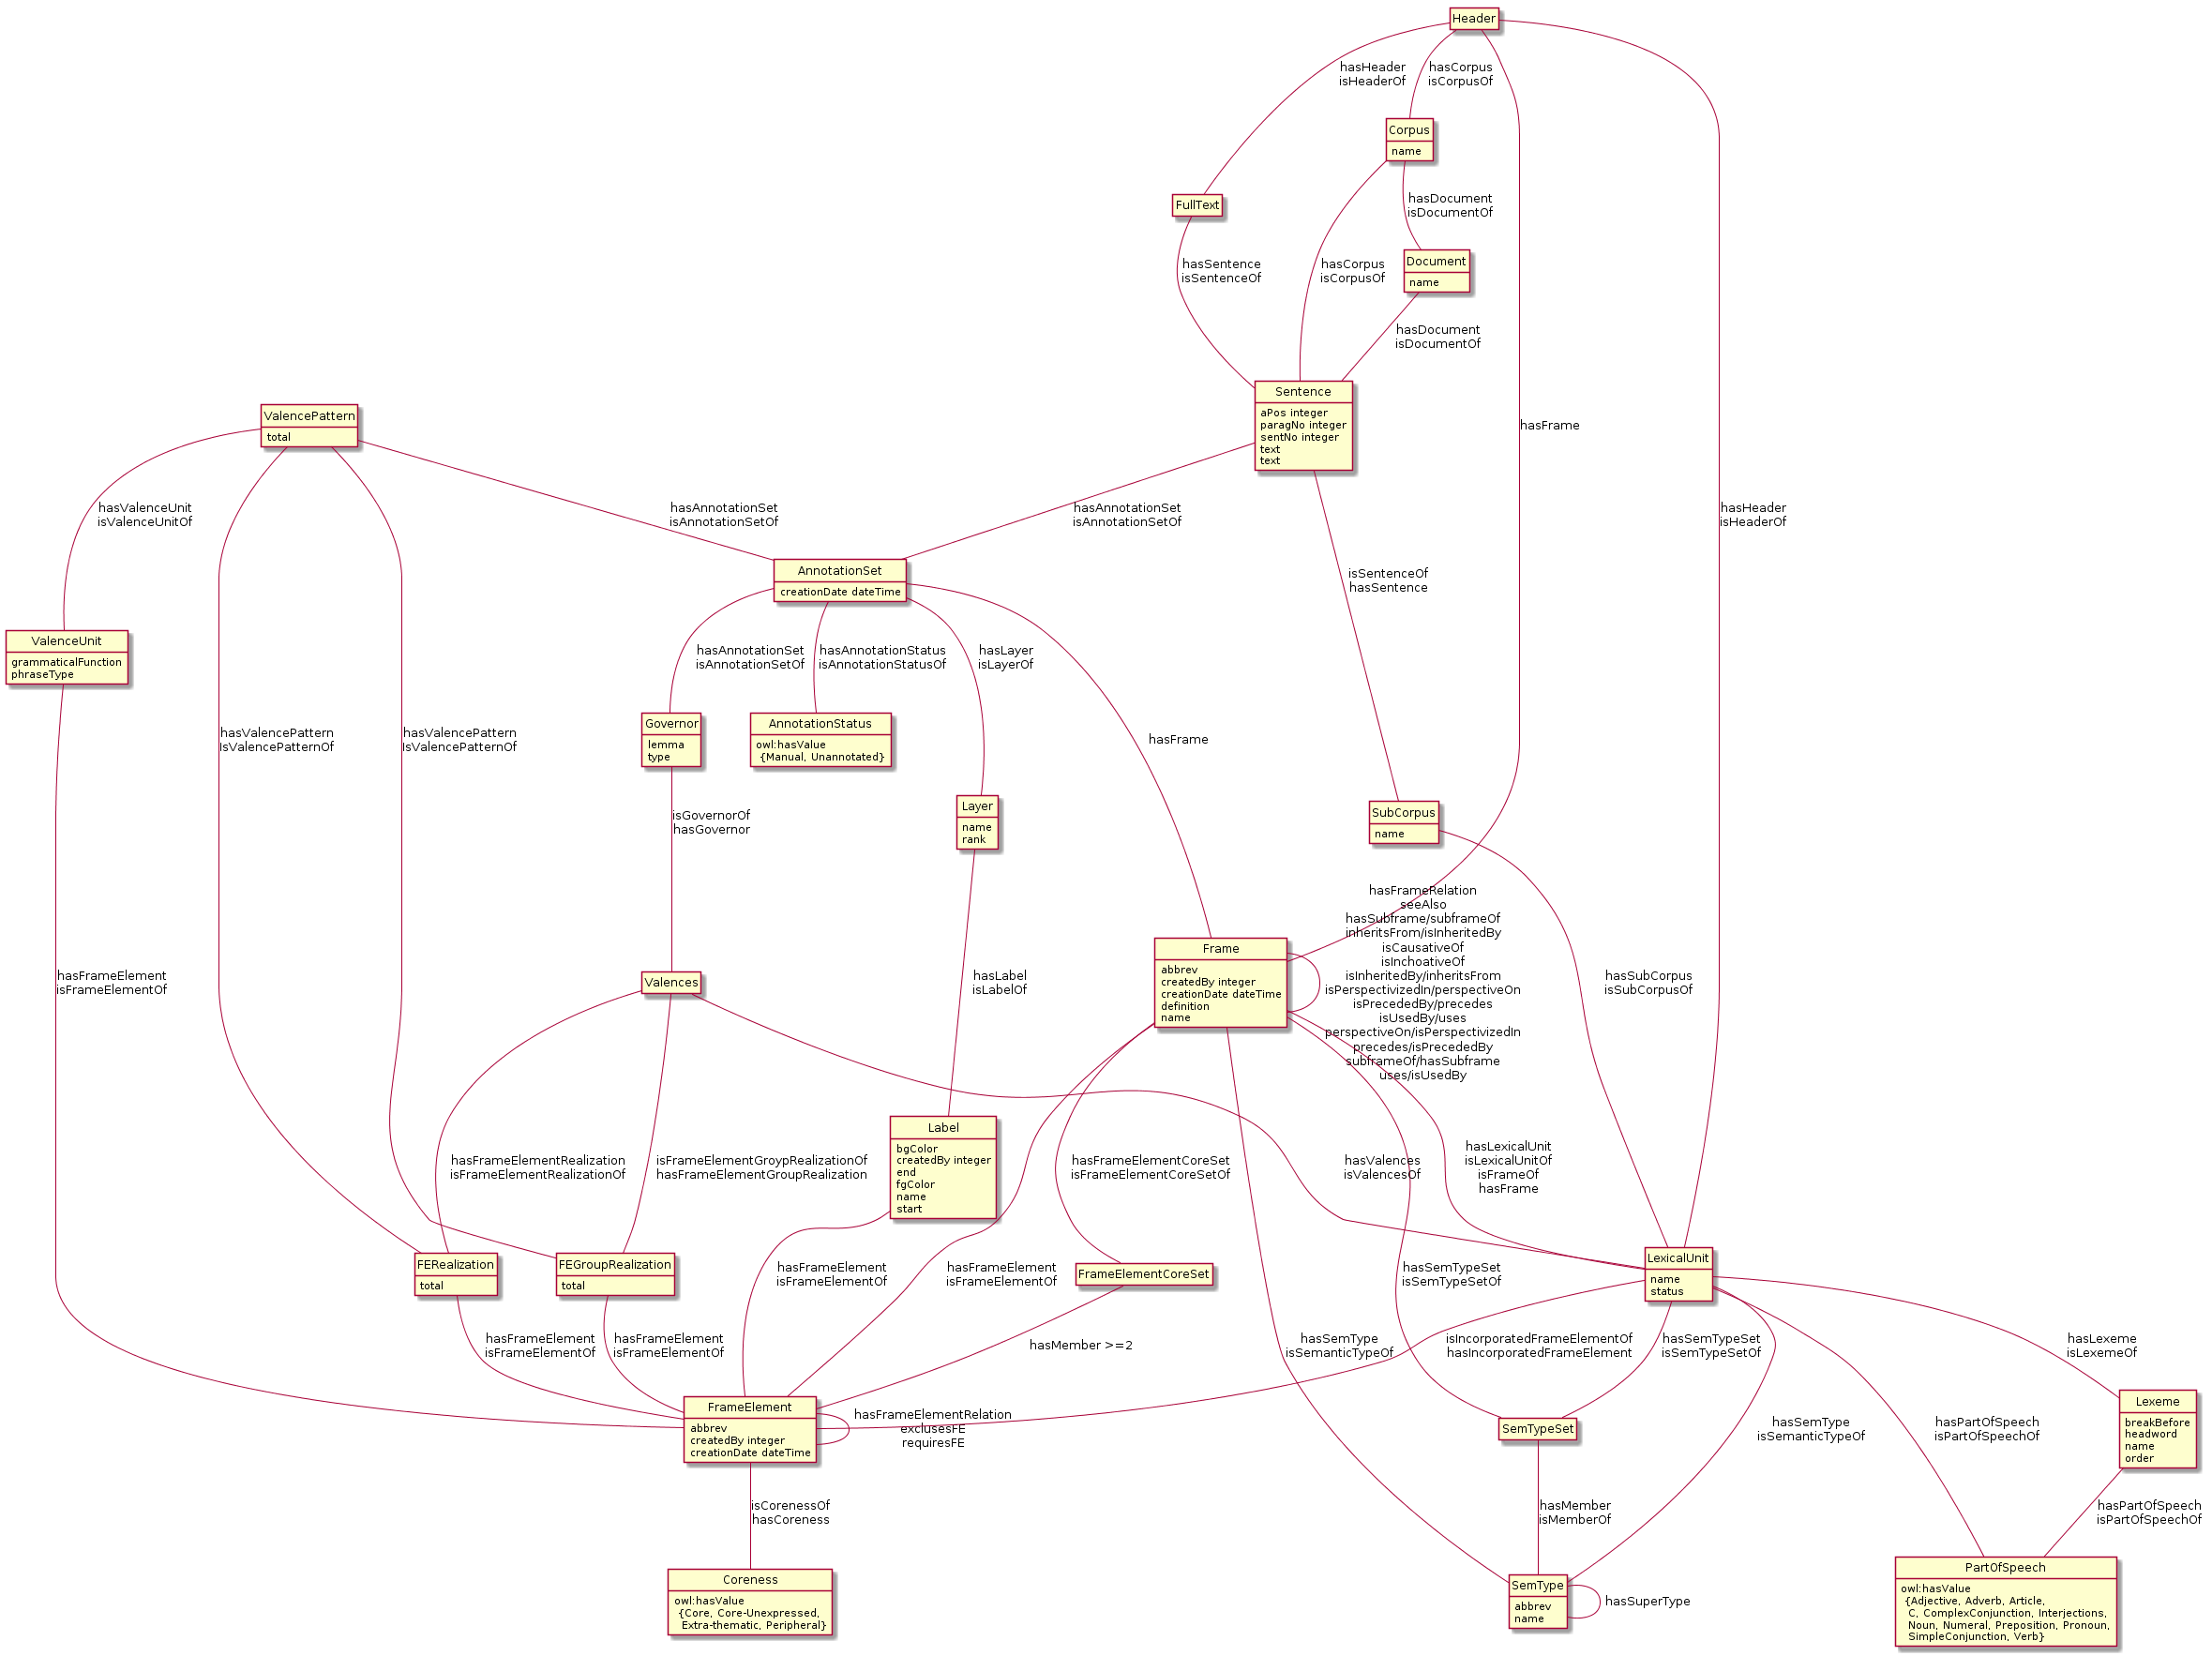 Header
hasHeader
isHeaderOf
hasCorpus
isCorpusOf
Corpus
name
FullText
hasDocument
isDocumentOf
hasSentence
isSentenceOf
hasCorpus
isCorpusOf
Document
name
hasDocument
isDocumentOf
Sentence
aPos integer
paragNo integer
sentNo integer
text
text
hasFrame
ValencePattern
total
hasValenceUnit
isValenceUnitOf
hasAnnotationSet
isAnnotationSetOf
hasAnnotationSet
isAnnotationSetOf
hasHeader
isHeaderOf
AnnotationSet
creationDate dateTime
isSentenceOf
hasSentence
ValenceUnit
grammaticalFunction
phraseType
hasAnnotationSet
isAnnotationSetOf
hasAnnotationStatus
isAnnotationStatusOf
hasLayer
isLayerOf
hasValencePattern
IsValencePatternOf
hasValencePattern
IsValencePatternOf
Governor
lemma
type
AnnotationStatus
owl:hasValue
{Manual, Unannotated}
hasFrame
isGovernorOf
hasGovernor
Layer
name
rank
SubCorpus
name
hasFrameRelation
seeAlso
hasSubframe/subframeOf
inheritsFrom/isInheritedBy
isCausativeOf
isInchoativeOf
isInheritedBy/inheritsFrom
isPerspectivizedIn/perspectiveOn
isPrecededBy/precedes
isUsedBy/uses
perspectiveOn/isPerspectivizedIn
precedes/isPrecededBy
subframeOf/hasSubframe
uses/isUsedBy
Frame
abbrev
createdBy integer
creationDate dateTime
definition
name
hasFrameElement
isFrameElementOf
Valences
hasLabel
isLabelOf
hasSubCorpus
isSubCorpusOf
Label
bgColor
createdBy integer
end
fgColor
name
start
hasFrameElementRealization
isFrameElementRealizationOf
isFrameElementGroypRealizationOf
hasFrameElementGroupRealization
hasFrameElementCoreSet
isFrameElementCoreSetOf
hasValences
isValencesOf
hasLexicalUnit
isLexicalUnitOf
isFrameOf
hasFrame
FERealization
total
FEGroupRealization
total
hasFrameElement
isFrameElementOf
hasFrameElement
isFrameElementOf
FrameElementCoreSet
hasSemTypeSet
isSemTypeSetOf
LexicalUnit
name
status
hasFrameElement
isFrameElementOf
hasFrameElement
isFrameElementOf
hasMember >=2
hasSemType
isSemanticTypeOf
isIncorporatedFrameElementOf
hasIncorporatedFrameElement
hasSemTypeSet
isSemTypeSetOf
hasLexeme
isLexemeOf
FrameElement
abbrev
createdBy integer
creationDate dateTime
hasFrameElementRelation
exclusesFE
requiresFE
SemTypeSet
hasSemType
isSemanticTypeOf
hasPartOfSpeech
isPartOfSpeechOf
Lexeme
breakBefore
headword
name
order
isCorenessOf
hasCoreness
hasMember
isMemberOf
hasPartOfSpeech
isPartOfSpeechOf
Coreness
owl:hasValue
{Core, Core-Unexpressed,
Extra-thematic, Peripheral}
SemType
abbrev
name
hasSuperType
PartOfSpeech
owl:hasValue
{Adjective, Adverb, Article,
C, ComplexConjunction, Interjections,
Noun, Numeral, Preposition, Pronoun,
SimpleConjunction, Verb}